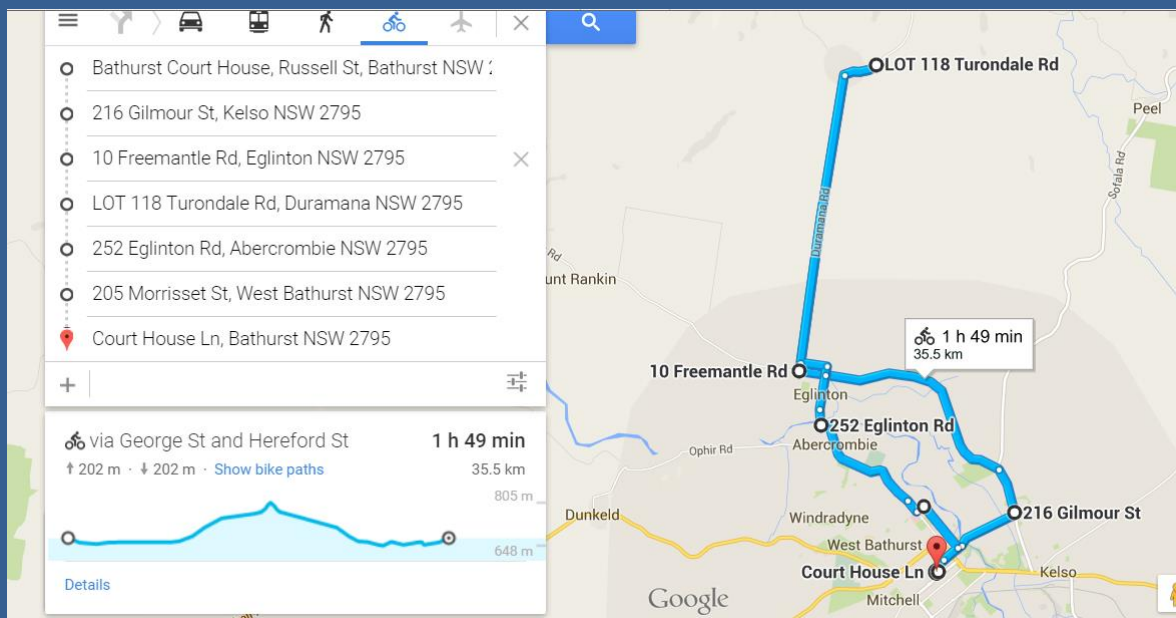 Bathurst Court House, Russell St, Bathurst NSW 2
216 Gilmour St, Kelso NSW 2795
10 Freemantle Rd, Eglinton NSW 2795
LOT 118 Turondale Rd, Duramana NSW 2795
252 Eglinton Rd, Abercrombie NSW 2795
205 Morrisset St, West Bathurst NSW 2795
Court House Ln, Bathurst NSW 2795
via George St and Hereford St 1 h 49 min
202 m · 202 m · Show bike paths 35.5 km
805 m
648 m
Details
LOT 118 Turondale Rd
Peel
Sofala Rd
Duramana Rd
Rd
unt Rankin
1 h 49 min
35.5 km
10 Freemantle Rd
Eglinton
252 Eglinton Rd
Abercrombie
Ophir Rd
Dunkeld
Windradyne
216 Gilmour St
West Bathurst
Court House Ln
Kelso
Mitchell
Google